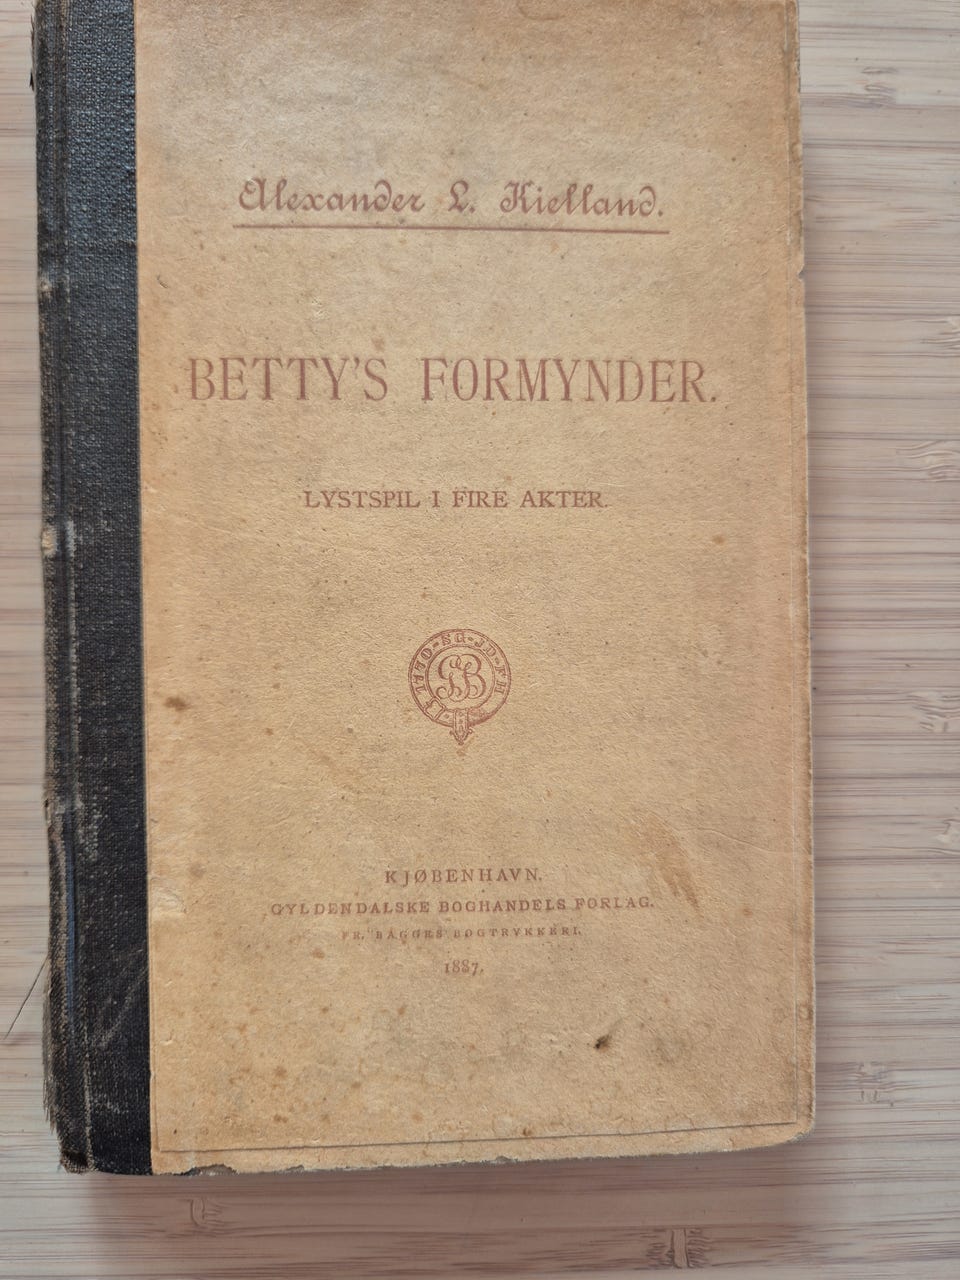 Alexander L. Kielland.
BETTY'S FORMYNDER.
LYSTSPIL I FIRE AKTER.
GB
KJØBENHAVN.
GYLDENDALSKE BOGHANDELS FORLAG.
FR. BAGGES BOGTRYKKERI.
1887.